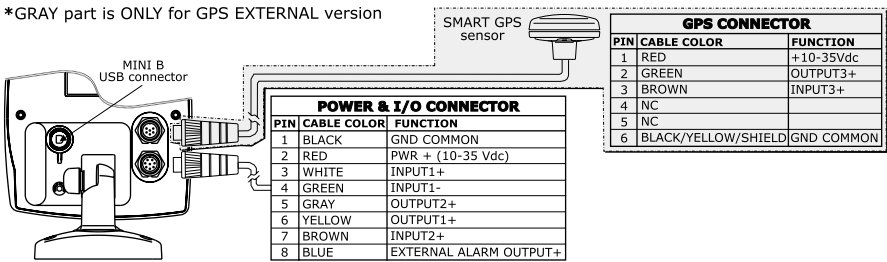 *GRAY part is ONLY for GPS EXTERNAL version
SMART GPS
sensor
MINI B
USB connector
GPS CONNECTOR
PIN CABLE COLOR FUNCTION
1 RED +10-35Vdc
2 GREEN OUTPUT3+
3 BROWN INPUT3+
4 NC
5 NC
6 BLACK/YELLOW/SHIELD GND COMMON
POWER & I/O CONNECTOR
PIN CABLE COLOR FUNCTION
1 BLACK GND COMMON
2 RED PWR + (10-35 Vdc)
3 WHITE INPUT1+
4 GREEN INPUT1-
5 GRAY OUTPUT2+
6 YELLOW OUTPUT1+
7 BROWN INPUT2+
8 BLUE EXTERNAL ALARM OUTPUT+